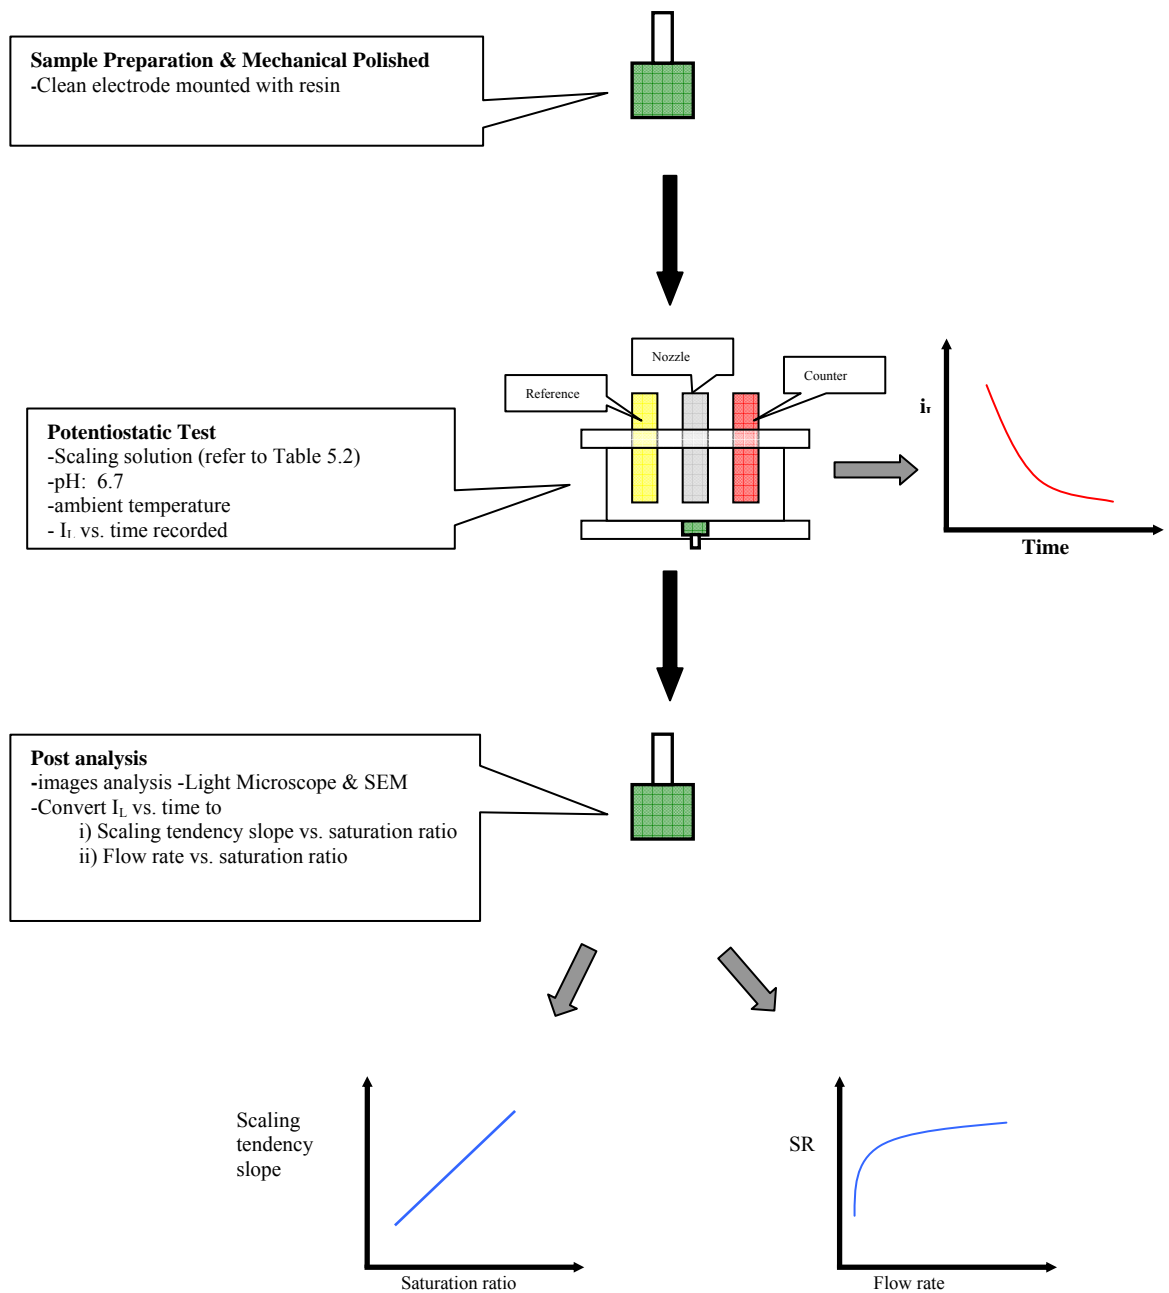 Sample Preparation & Mechanical Polished
-Clean electrode mounted with resin
Nozzle
Counter
Reference
Potentiostatic Test
-Scaling solution (refer to Table 5.2)
-pH: 6.7
-ambient temperature
- IL vs. time recorded
iL
Time
Post analysis
-images analysis -Light Microscope & SEM
-Convert IL vs. time to
i) Scaling tendency slope vs. saturation ratio
ii) Flow rate vs. saturation ratio
Scaling
tendency
slope
Saturation ratio
SR
Flow rate